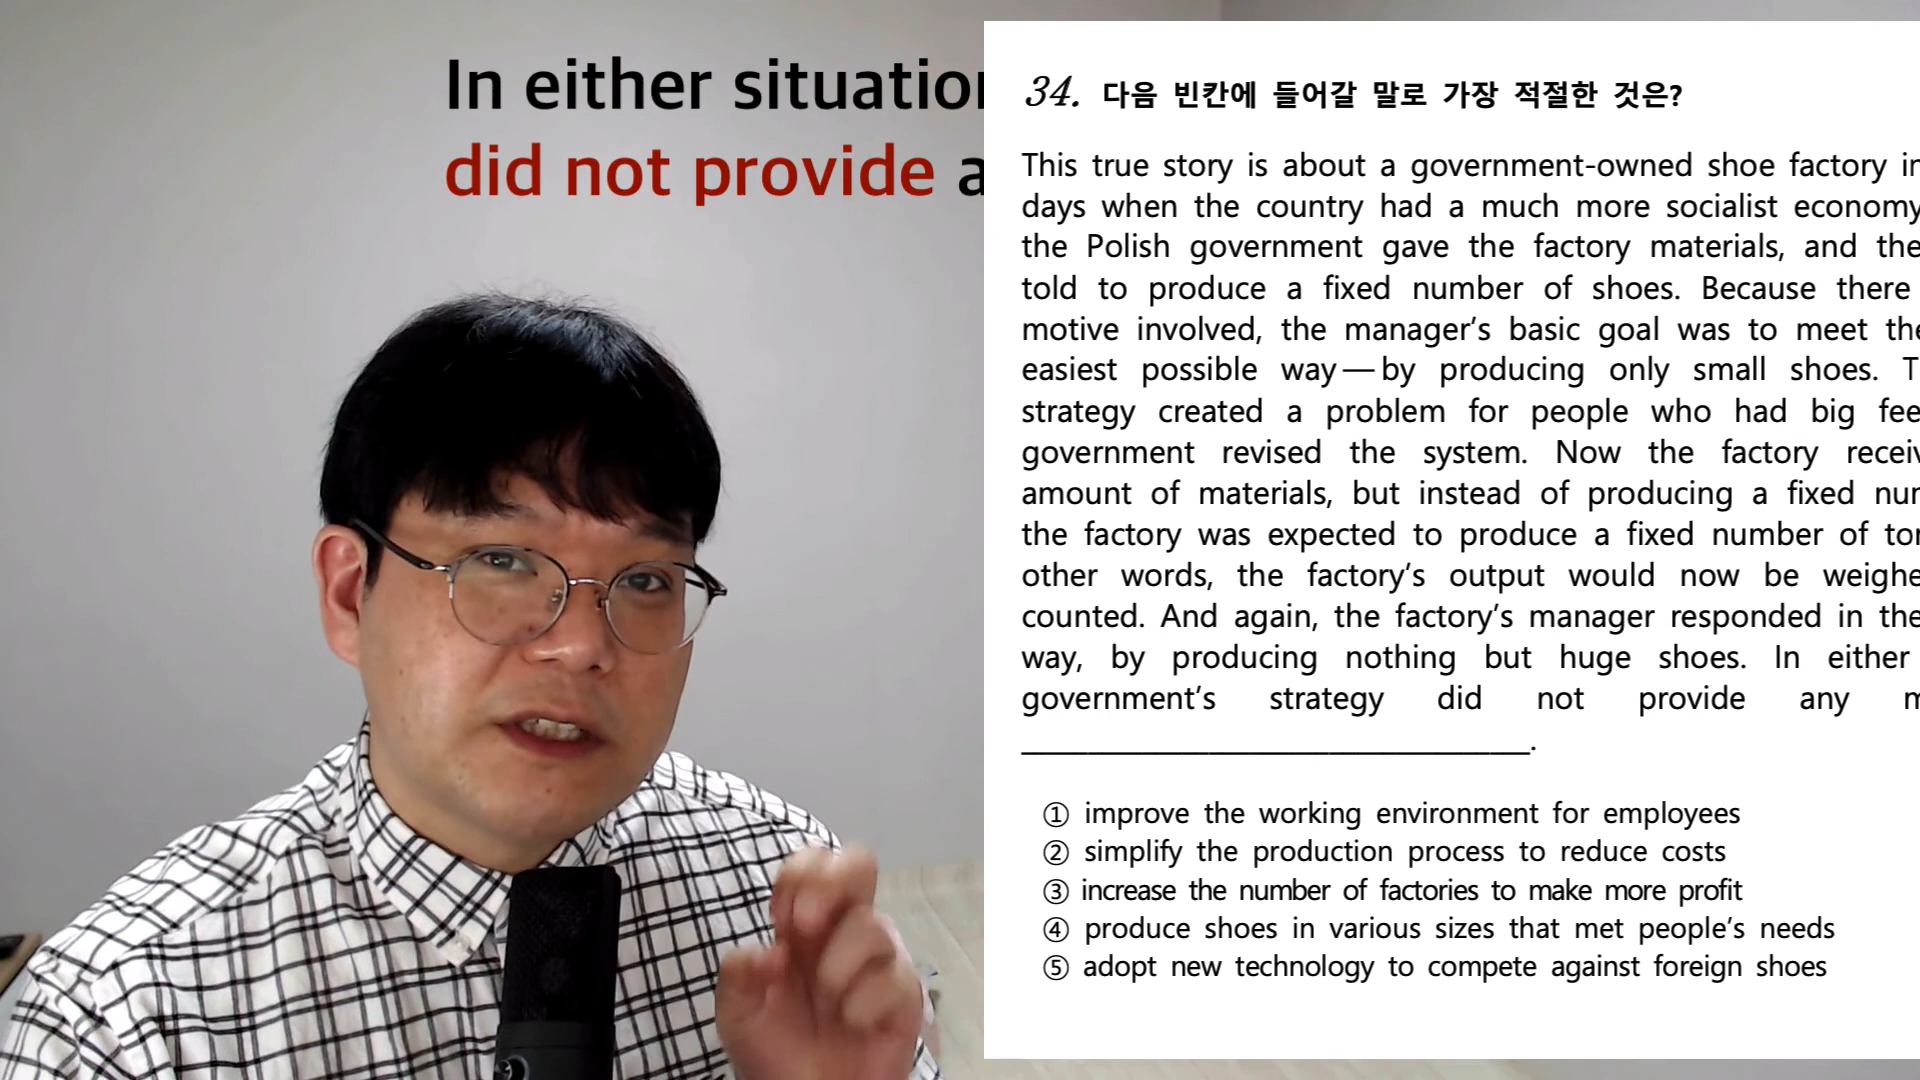 In either situation
did not provide a
34. 다음 빈칸에 들어갈 말로 가장 적절한 것은?
This true story is about a government-owned shoe factory in
days when the country had a much more socialist economy
the Polish government gave the factory materials, and the
told to produce a fixed number of shoes. Because there
motive involved, the manager's basic goal was to meet the
easiest possible way—by producing only small shoes. T
strategy created a problem for people who had big fee
government revised the system. Now the factory receiv
amount of materials, but instead of producing a fixed nu
the factory was expected to produce a fixed number of to
other words, the factory's output would now be weighe
counted. And again, the factory's manager responded in the
way, by producing nothing but huge shoes. In either
government's strategy did not provide any m
.
① improve the working environment for employees
② simplify the production process to reduce costs
③ increase the number of factories to make more profit
④ produce shoes in various sizes that met people's needs
⑤ adopt new technology to compete against foreign shoes